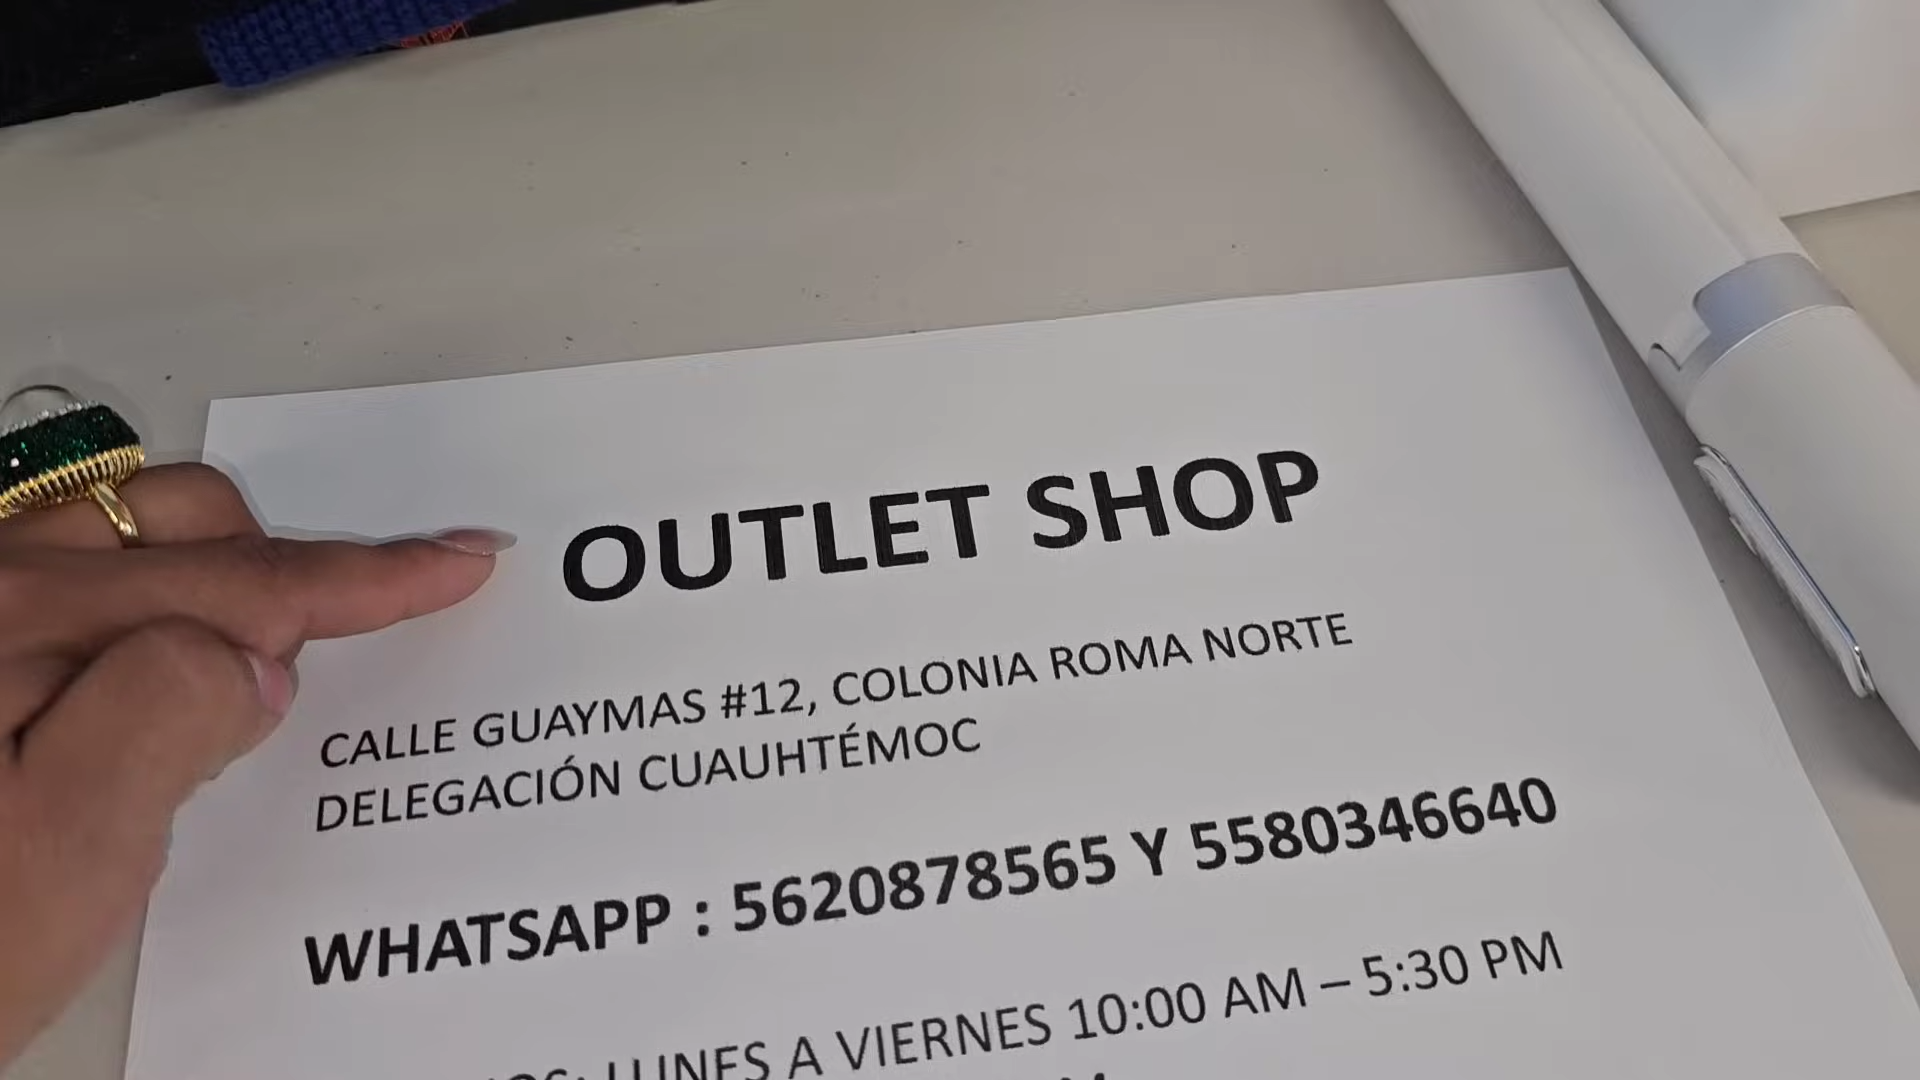 OUTLET SHOP
CALLE GUAYMAS #12, COLONIA ROMA NORTE
DELEGACIÓN CUAUHTÉMOC
WHATSAPP : 5620878565 Y 5580346640
LUNES A VIERNES 10:00 AM – 5:30 PM